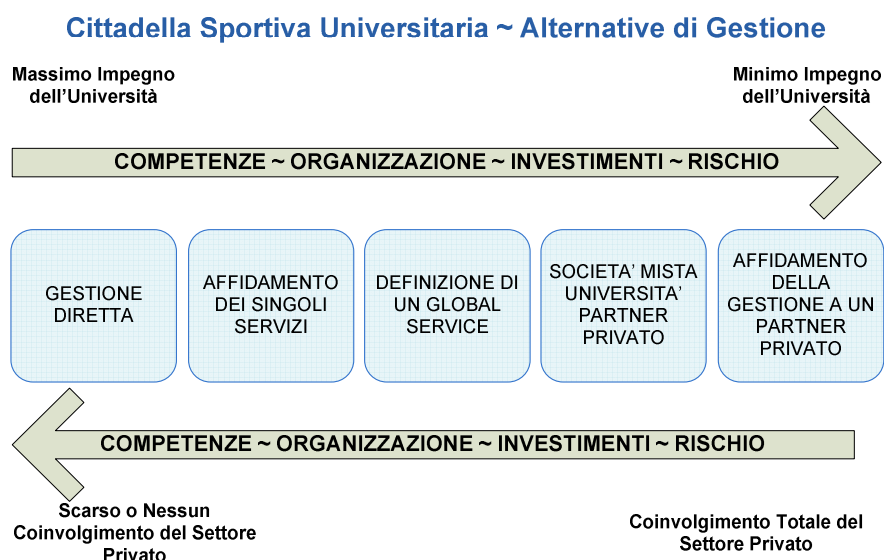 Cittadella Sportiva Universitaria ~ Alternative di Gestione
Massimo Impegno
dell'Università
Minimo Impegno
dell'Università
COMPETENZE ~ ORGANIZZAZIONE ~ INVESTIMENTI ~ RISCHIO
GESTIONE
DIRETTA
AFFIDAMENTO
DEI SINGOLI
SERVIZI
DEFINIZIONE DI
UN GLOBAL
SERVICE
SOCIETA' MISTA
UNIVERSITA'
PARTNER
PRIVATO
AFFIDAMENTO
DELLA
GESTIONE A UN
PARTNER
PRIVATO
COMPETENZE ~ ORGANIZZAZIONE ~ INVESTIMENTI ~ RISCHIO
Scarso o Nessun
Coinvolgimento del Settore
Privato
Coinvolgimento Totale del
Settore Privato